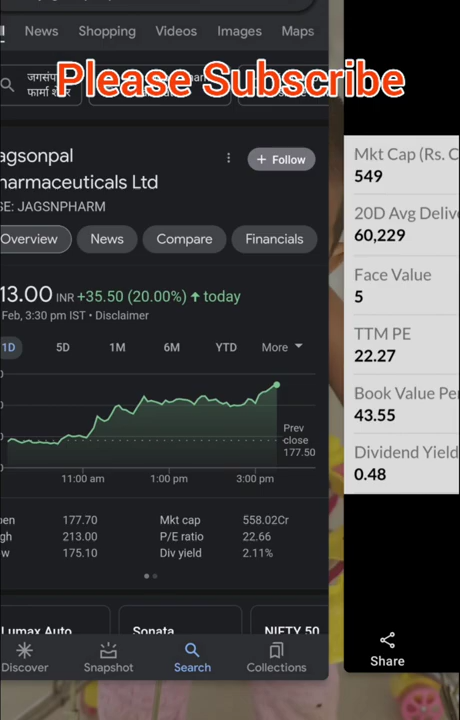 News Shopping Videos Images Maps
जगसंप
फार्मा शेयर
Please Subscribe
agsonpal
harmaceuticals Ltd
SE: JAGSNPHARM
+ Follow
Overview News Compare Financials
13.00 INR +35.50 (20.00%) ↑ today
Feb, 3:30 pm IST • Disclaimer
1D 5D 1M 6M YTD More
Prev
close
177.50
11:00 am 1:00 pm 3:00 pm
pen 177.70 Mkt cap 558.02Cr
gh 213.00 P/E ratio 22.66
w 175.10 Div yield 2.11%
Lumax Auto Sonata NIFTY 50
Discover Snapshot Search Collections
Mkt Cap (Rs. C
549
20D Avg Delive
60,229
Face Value
5
TTM PE
22.27
Book Value Per
43.55
Dividend Yield
0.48
Share